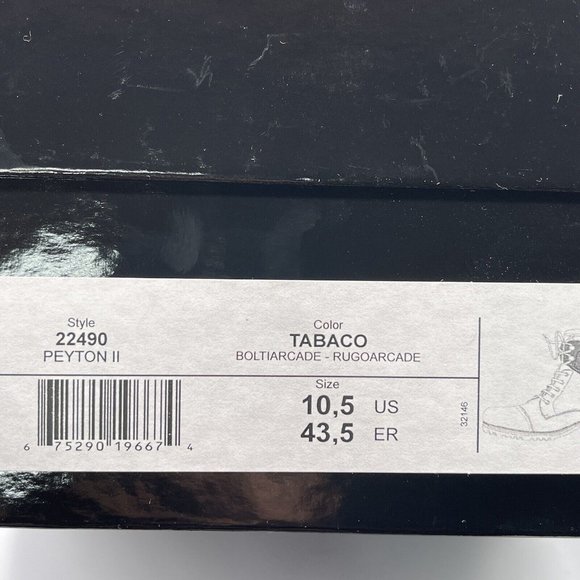 Style
22490
PEYTON II
6 75290 19667 4
Color
TABACO
BOLTIARCADE - RUGOARCADE
Size
10,5 US
43,5 ER
32146